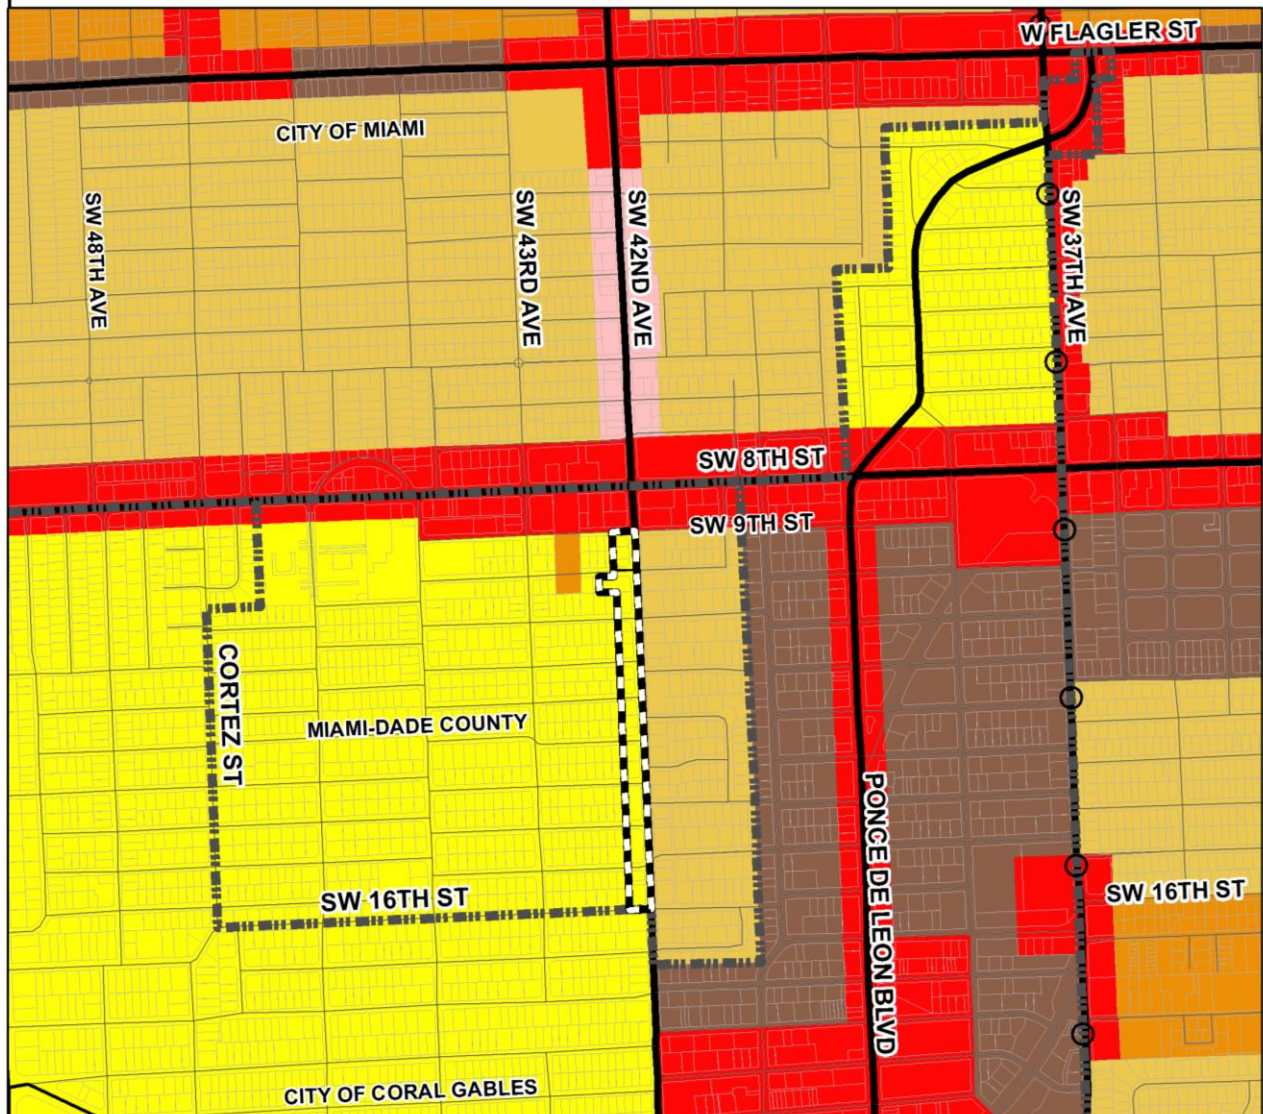 W FLAGLER ST
CITY OF MIAMI
SW 48TH AVE
SW 43RD AVE
SW 42ND AVE
SW 37TH AVE
SW 8TH ST
SW 9TH ST
CORTEZ ST
MIAMI-DADE COUNTY
PONCE DE LEON BLVD
SW 16TH ST
SW 16TH ST
CITY OF CORAL GABLES